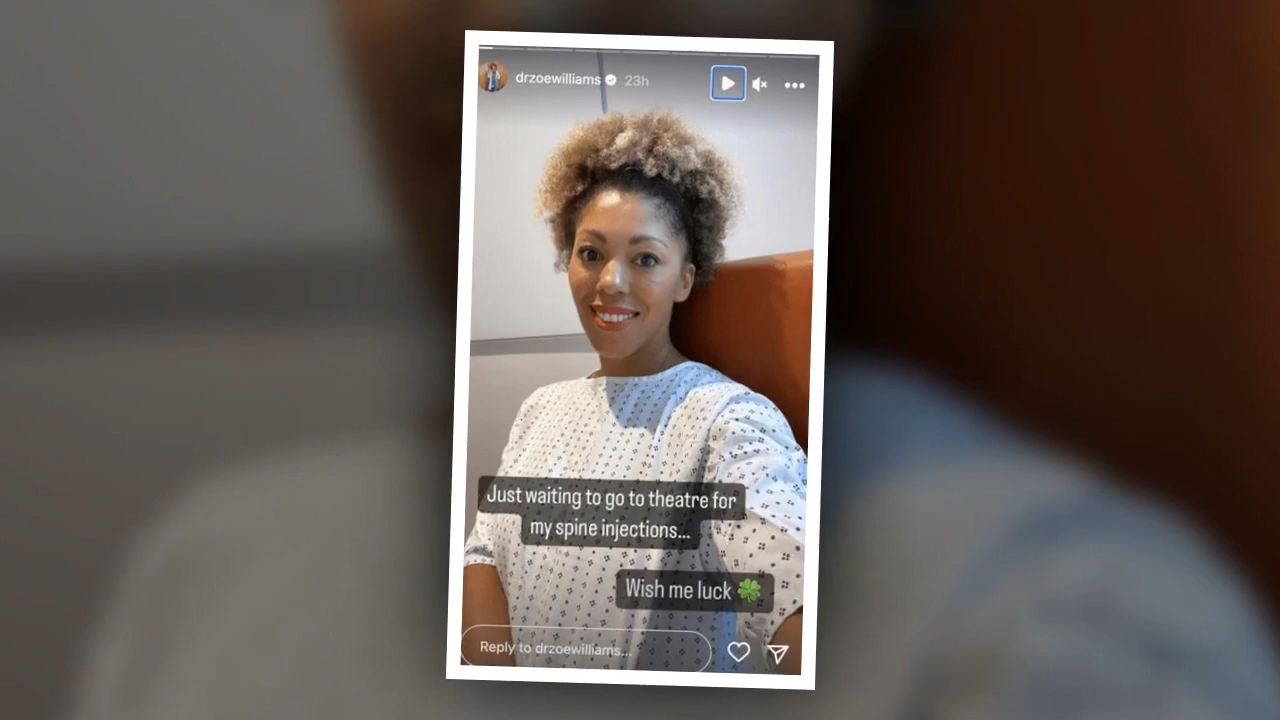 drzoewilliams 23h
Just waiting to go to theatre for
my spine injections...
Wish me luck 🍀
Reply to drzoewilliams...